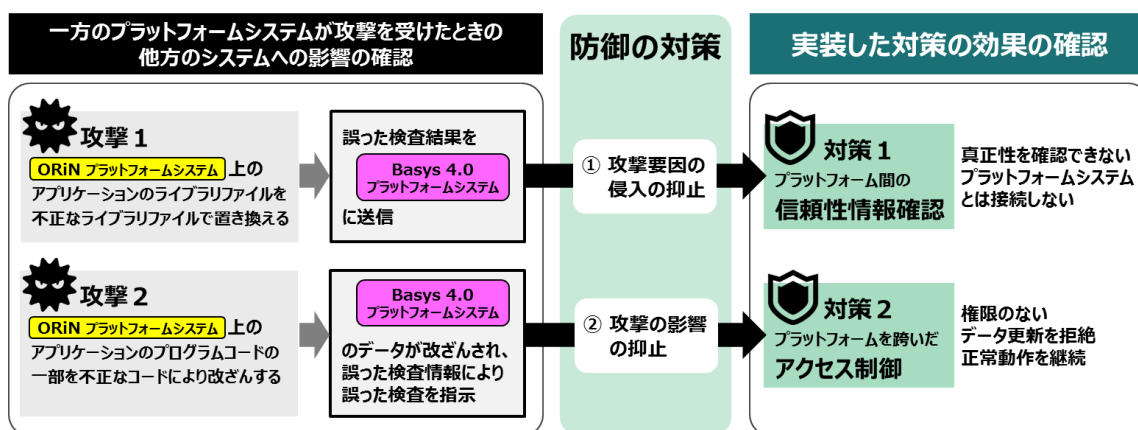 一方のプラットフォームシステムが攻撃を受けたときの
他方のシステムへの影響の確認
防御の対策
実装した対策の効果の確認
攻撃1
ORiN プラットフォームシステム 上の
アプリケーションのライブラリファイルを
不正なライブラリファイルで置き換える
誤った検査結果を
Basys 4.0
プラットフォームシステム
に送信
① 攻撃要因の
侵入の抑止
対策1
プラットフォーム間の
信頼性情報確認
真正性を確認できない
プラットフォームシステム
とは接続しない
攻撃2
ORiN プラットフォームシステム 上の
アプリケーションのプログラムコードの
一部を不正なコードにより改ざんする
Basys 4.0
プラットフォームシステム
のデータが改ざんされ、
誤った検査情報により
誤った検査を指示
② 攻撃の影響
の抑止
対策2
プラットフォームを跨いだ
アクセス制御
権限のない
データ更新を拒絶
正常動作を継続